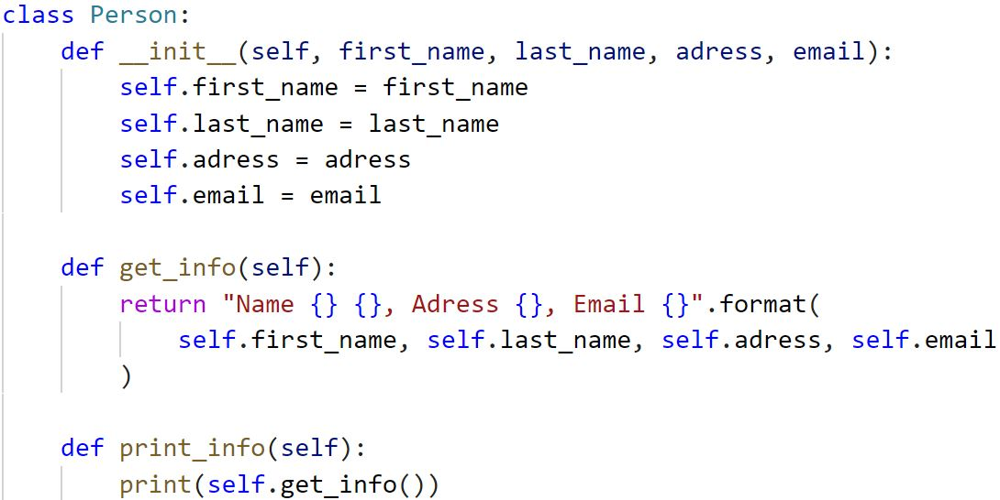 class Person:
    def __init__(self, first_name, last_name, adress, email):
        self.first_name = first_name
        self.last_name = last_name
        self.adress = adress
        self.email = email

    def get_info(self):
        return "Name {} {}, Adress {}, Email {}".format(
            self.first_name, self.last_name, self.adress, self.email
        )

    def print_info(self):
        print(self.get_info())